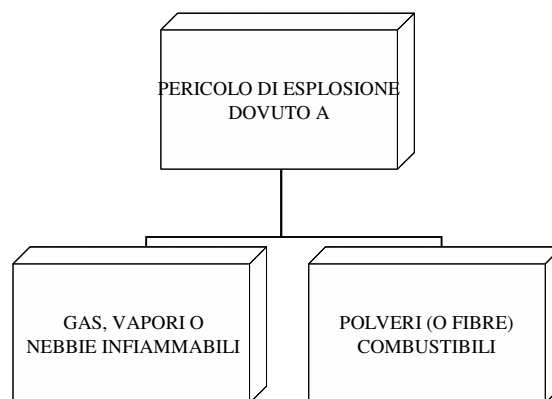 PERICOLO DI ESPLOSIONE
DOVUTO A
GAS, VAPORI O
NEBBIE INFIAMMABILI
POLVERI (O FIBRE)
COMBUSTIBILI